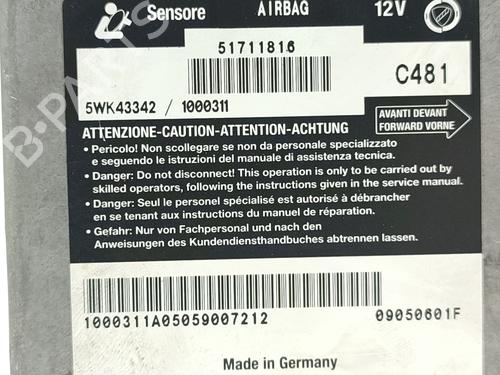 Sensore AIRBAG 12V
51711816
C481
5WK43342 / 1000311
AVANTI DEVANT
FORWARD VORNE
ATTENZIONE-CAUTION-ATTENTION-ACHTUNG
• Pericolo! Non scollegare se non da personale specializzato
e seguendo le istruzioni del manuale di assistenza tecnica.
• Danger: Do not disconnect! This operation is only to be carried out by
skilled operators, following the instructions given in the service manual.
• Danger: Seul le personel spécialisé est autorisé à débrancher
en se tenant aux instructions du manuel de réparation.
• Gefahr: Nur von Fachpersonal und nach den
Anweisungen des Kundendiensthandbuches abtrennen lassen.
1000311A05059007212
09050601F
Made in Germany
B-PARTS